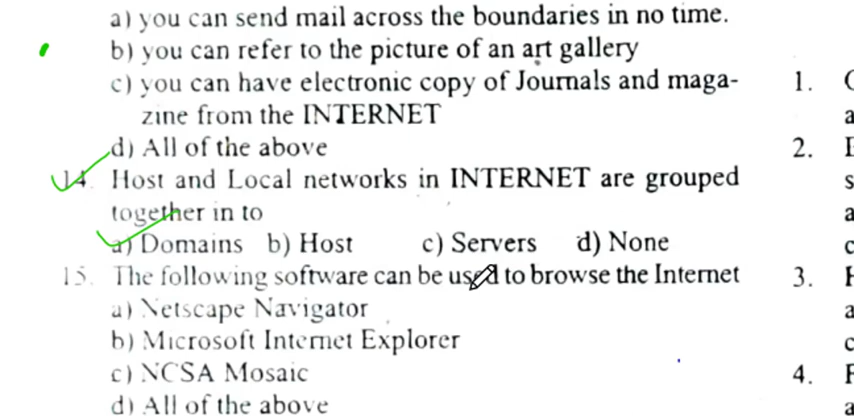 a) you can send mail across the boundaries in no time.
b) you can refer to the picture of an art gallery
c) you can have electronic copy of Journals and maga-
zine from the INTERNET
d) All of the above
14. Host and Local networks in INTERNET are grouped
together in to
a) Domains b) Host c) Servers d) None
15. The following software can be used to browse the Internet
a) Netscape Navigator
b) Microsoft Internet Explorer
c) NCSA Mosaic
d) All of the above
1.
a
2.
s
a
c
3.
a
c
4.
a